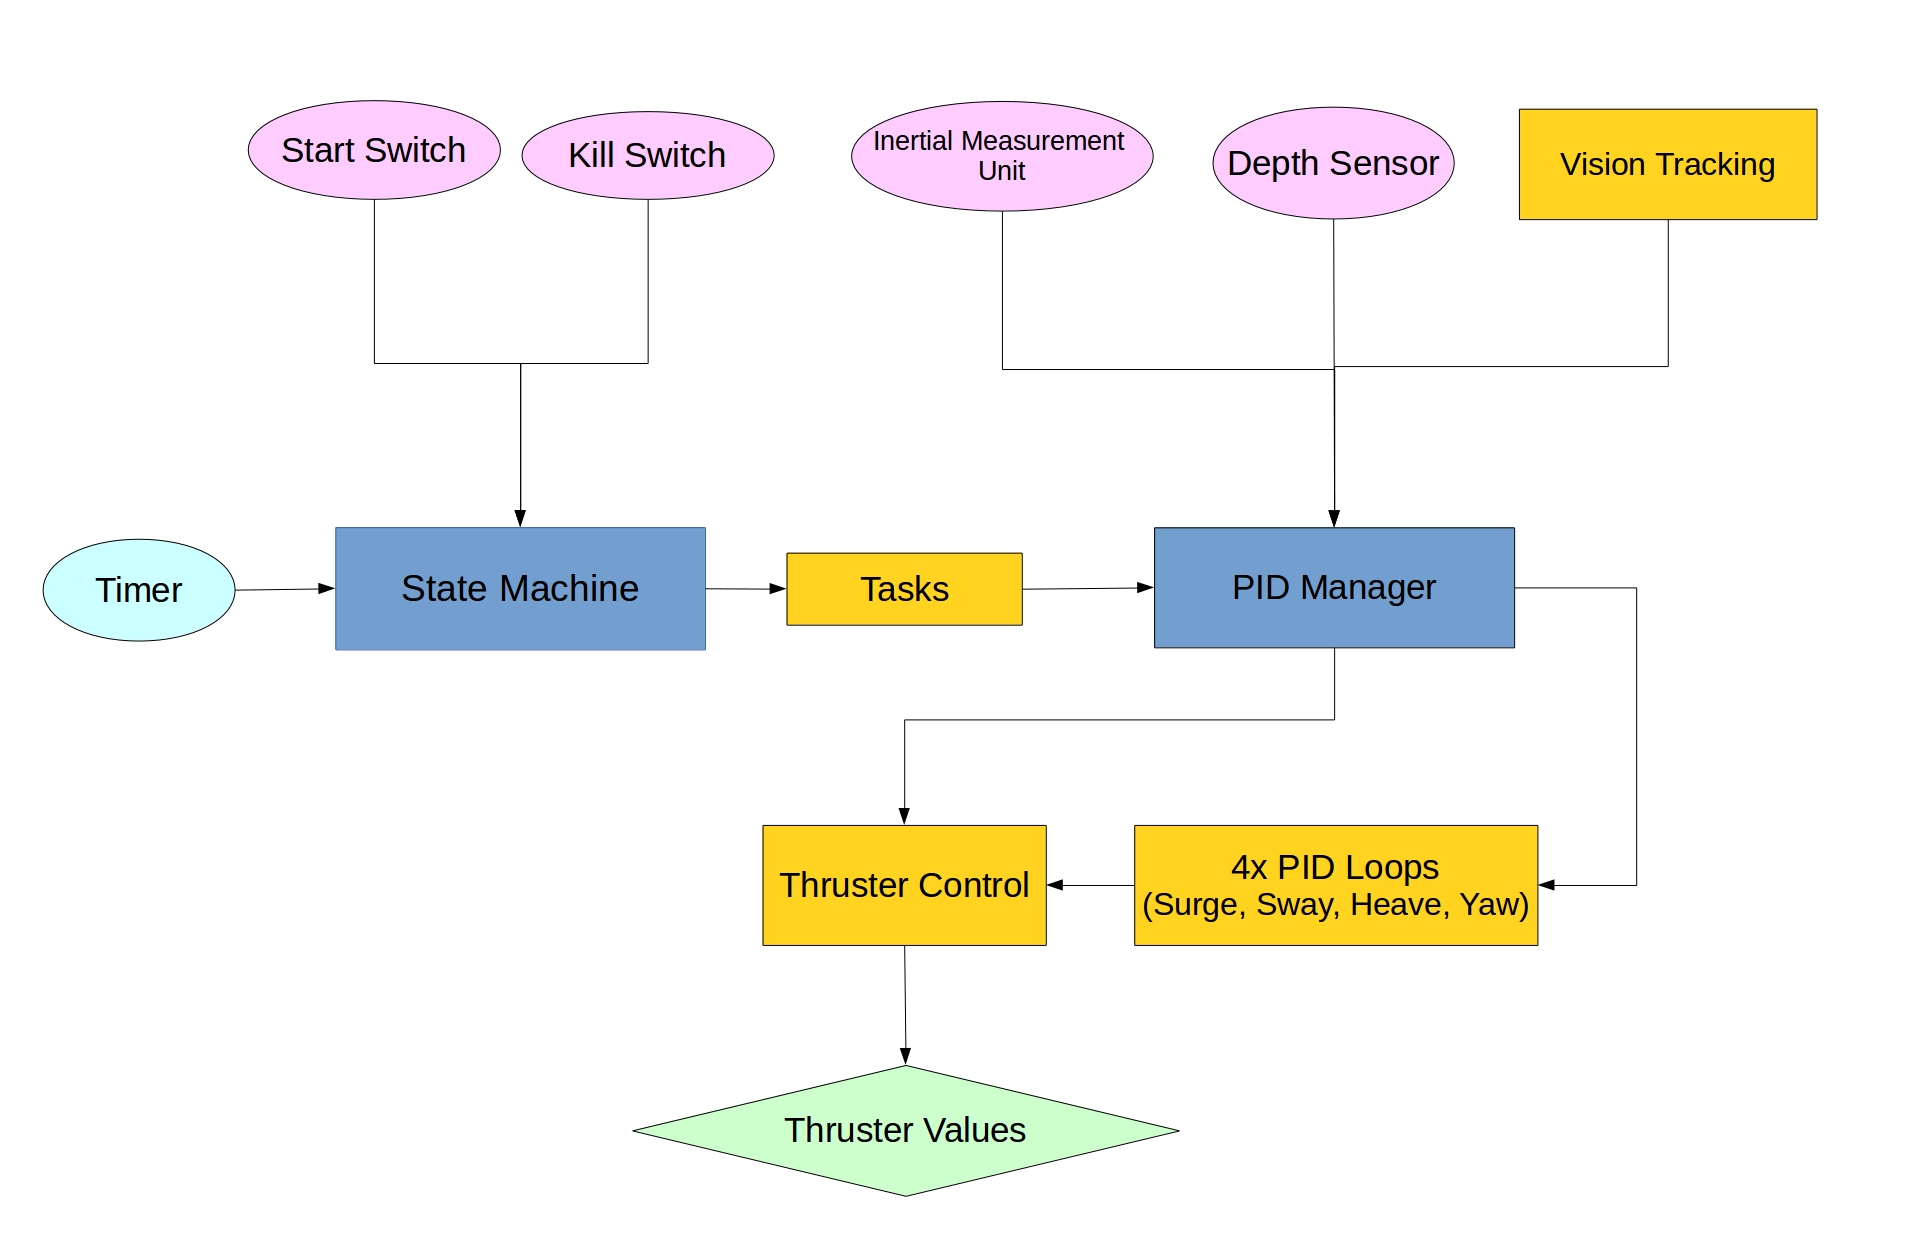 Start Switch
Kill Switch
Inertial Measurement
Unit
Depth Sensor
Vision Tracking
Timer
State Machine
Tasks
PID Manager
Thruster Control
4x PID Loops
(Surge, Sway, Heave, Yaw)
Thruster Values